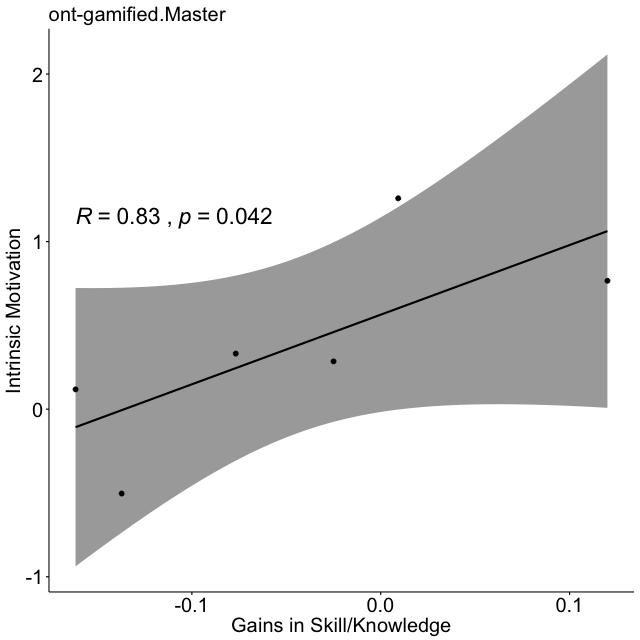 ont-gamified.Master
2
R = 0.83 , p = 0.042
1
Intrinsic Motivation
0
-1
-0.1 0.0 0.1
Gains in Skill/Knowledge